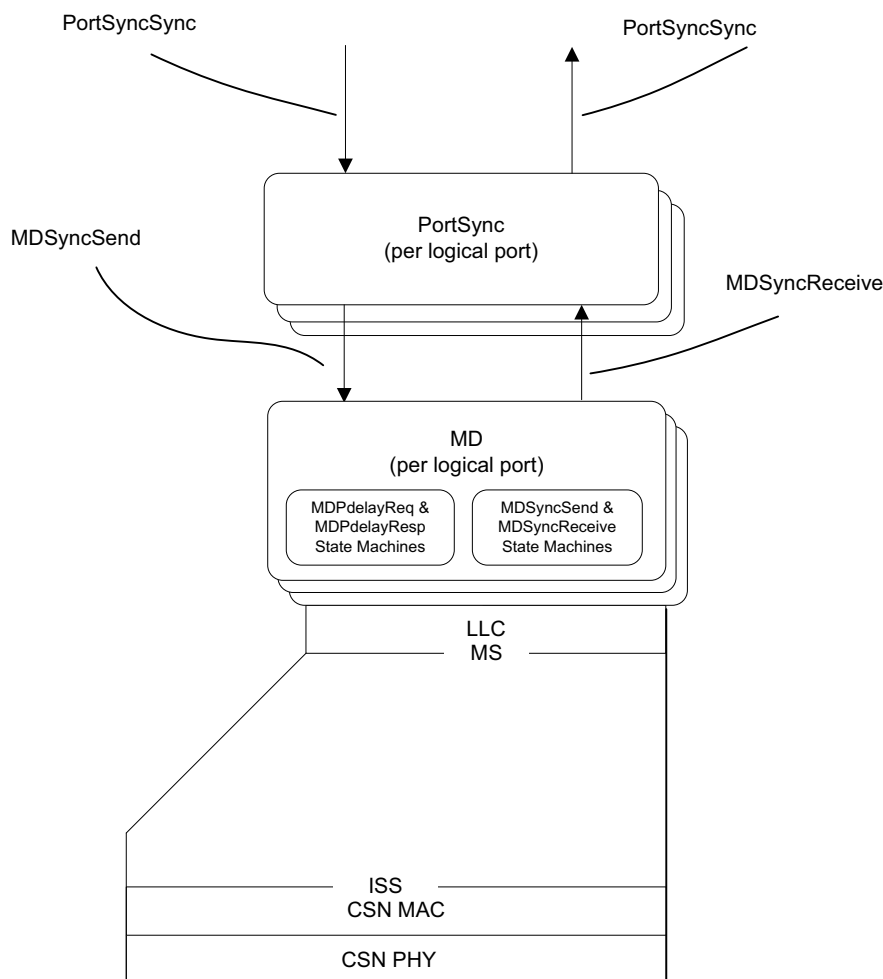 PortSyncSync
PortSyncSync
PortSync
(per logical port)
MDSyncSend
MDSyncReceive
MD
(per logical port)
MDPdelayReq &
MDPdelayResp
State Machines
MDSyncSend &
MDSyncReceive
State Machines
LLC
MS
ISS
CSN MAC
CSN PHY